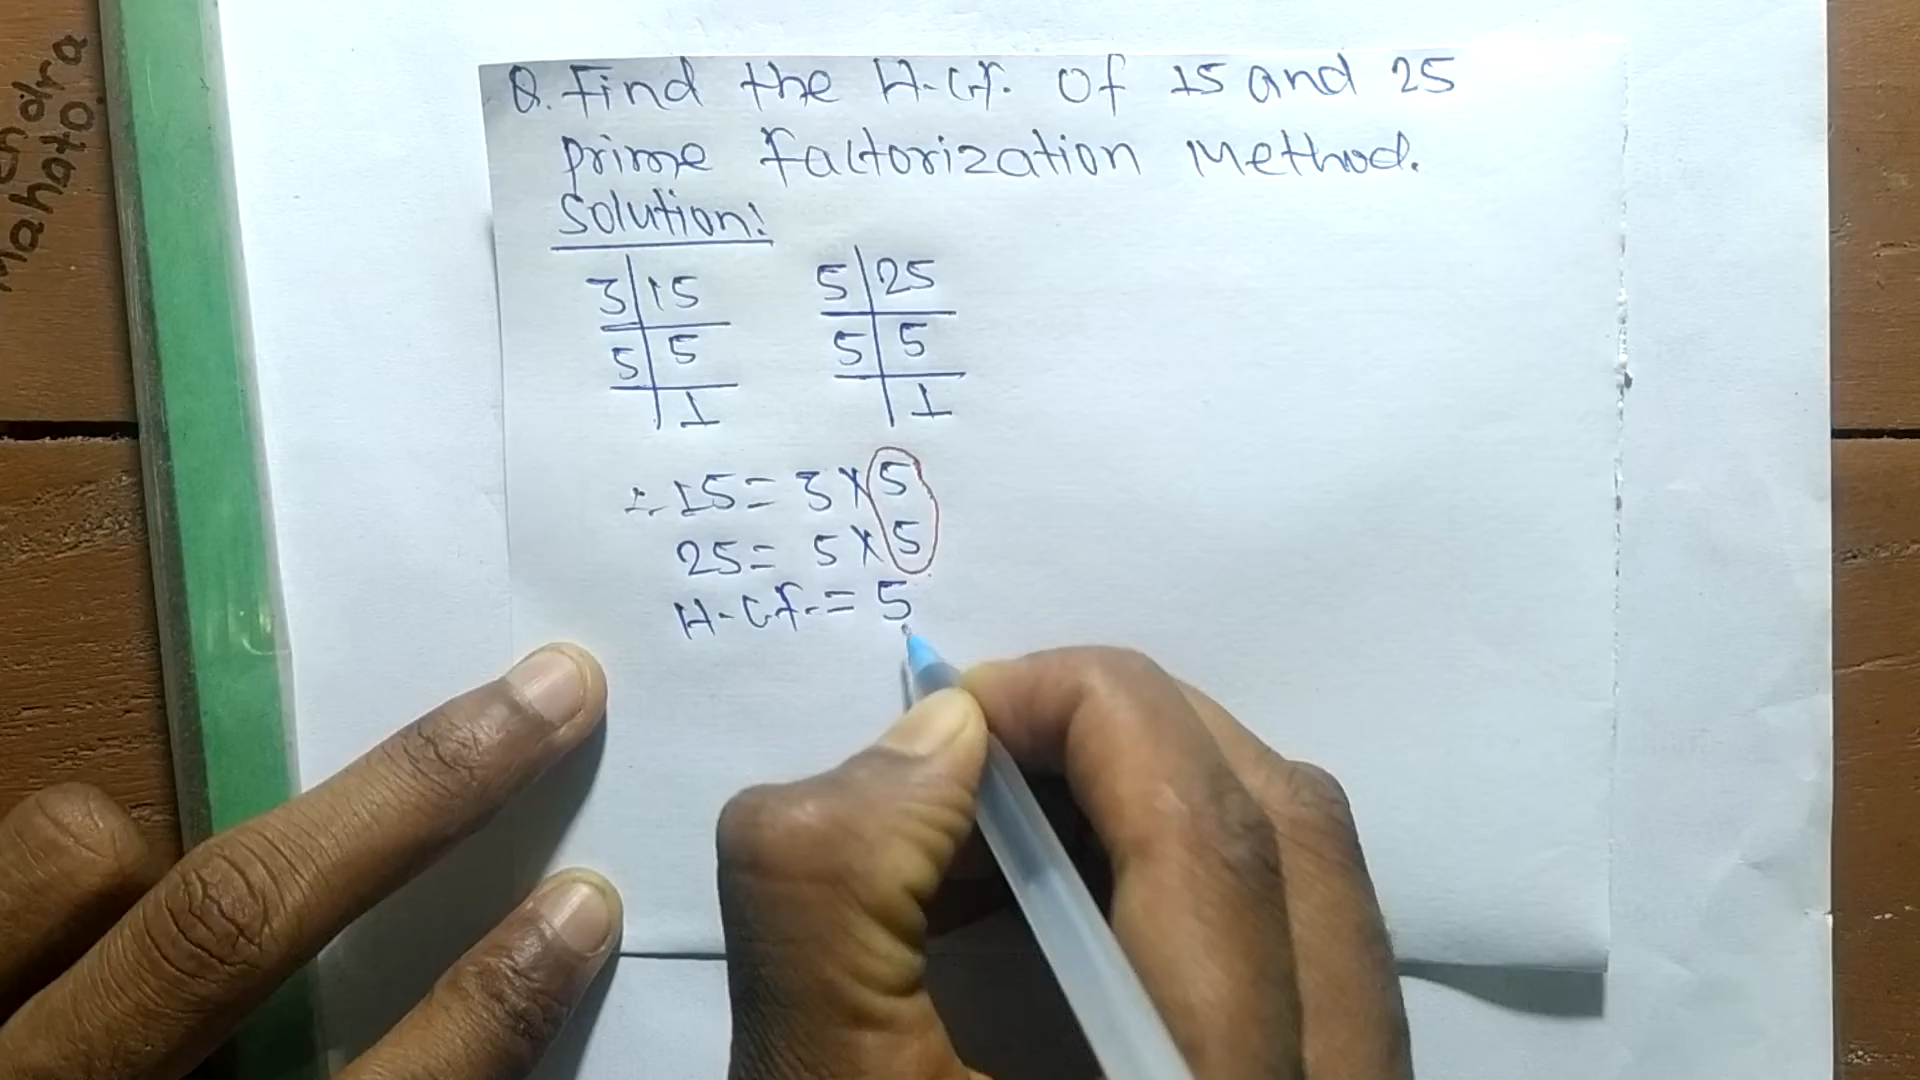 Q. Find the H.C.F. Of 15 and 25
prime factorization Method.
Solution:
3 | 15
5 | 5
1
5 | 25
5 | 5
1
∴ 15 = 3 × 5
25 = 5 × 5
H.C.F. = 5
Mahato